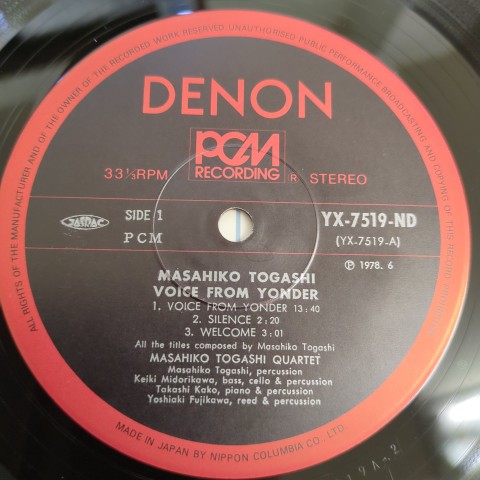 ALL RIGHTS OF THE MANUFACTURER AND OF THE OWNER OF THE RECORDED WORK RESERVED UNAUTHORISED PUBLIC PERFORMANCE BROADCASTING AND COPYING OF THIS RECORD
DENON
PCM
RECORDING
33⅓RPM
R STEREO
JASRAC
SIDE 1
PCM
YX-7519-ND
(YX-7519-A)
℗ 1978. 6
MASAHIKO TOGASHI
VOICE FROM YONDER
1. VOICE FROM YONDER 13:40
2. SILENCE 2:20
3. WELCOME 3:01
All the titles composed by Masahiko Togashi
MASAHIKO TOGASHI QUARTET
Masahiko Togashi, percussion
Keiki Midorikawa, bass, cello & percussion
Takashi Kako, piano & percussion
Yoshiaki Fujikawa, reed & percussion
MADE IN JAPAN BY NIPPON COLUMBIA CO., LTD.